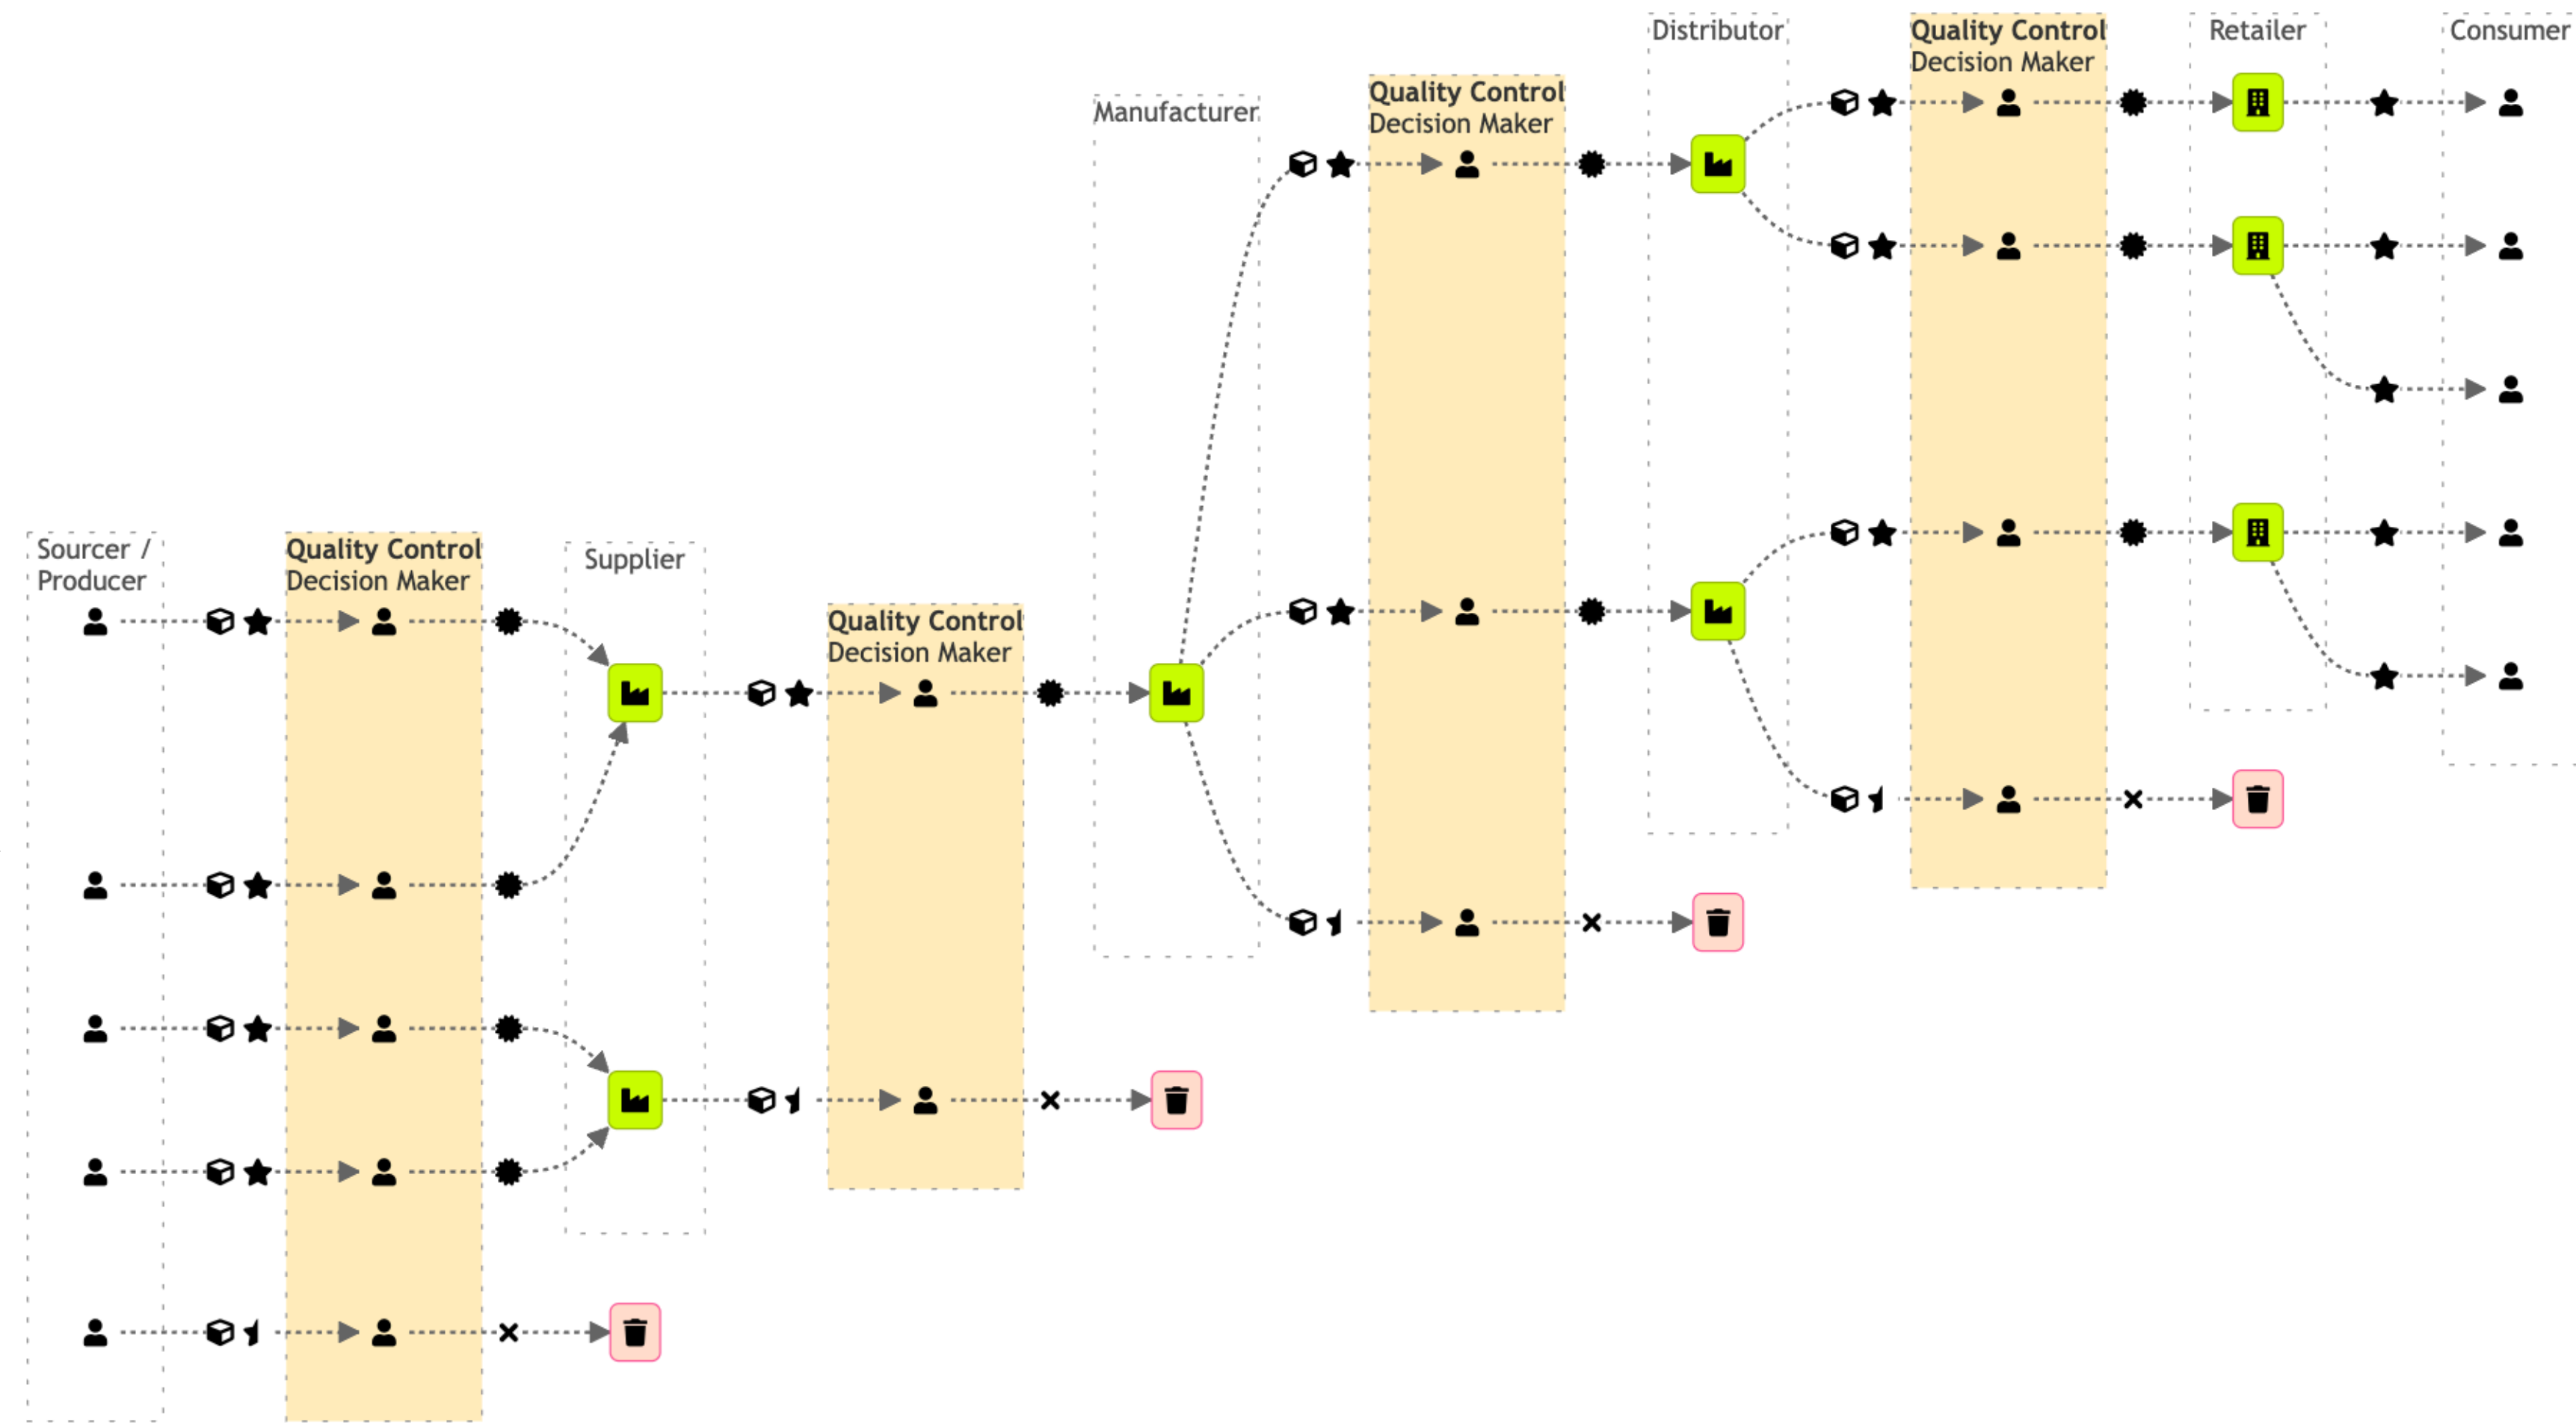 Sourcer /
Producer
Quality Control
Decision Maker
Supplier
Quality Control
Decision Maker
Manufacturer
Quality Control
Decision Maker
Distributor
Quality Control
Decision Maker
Retailer
Consumer